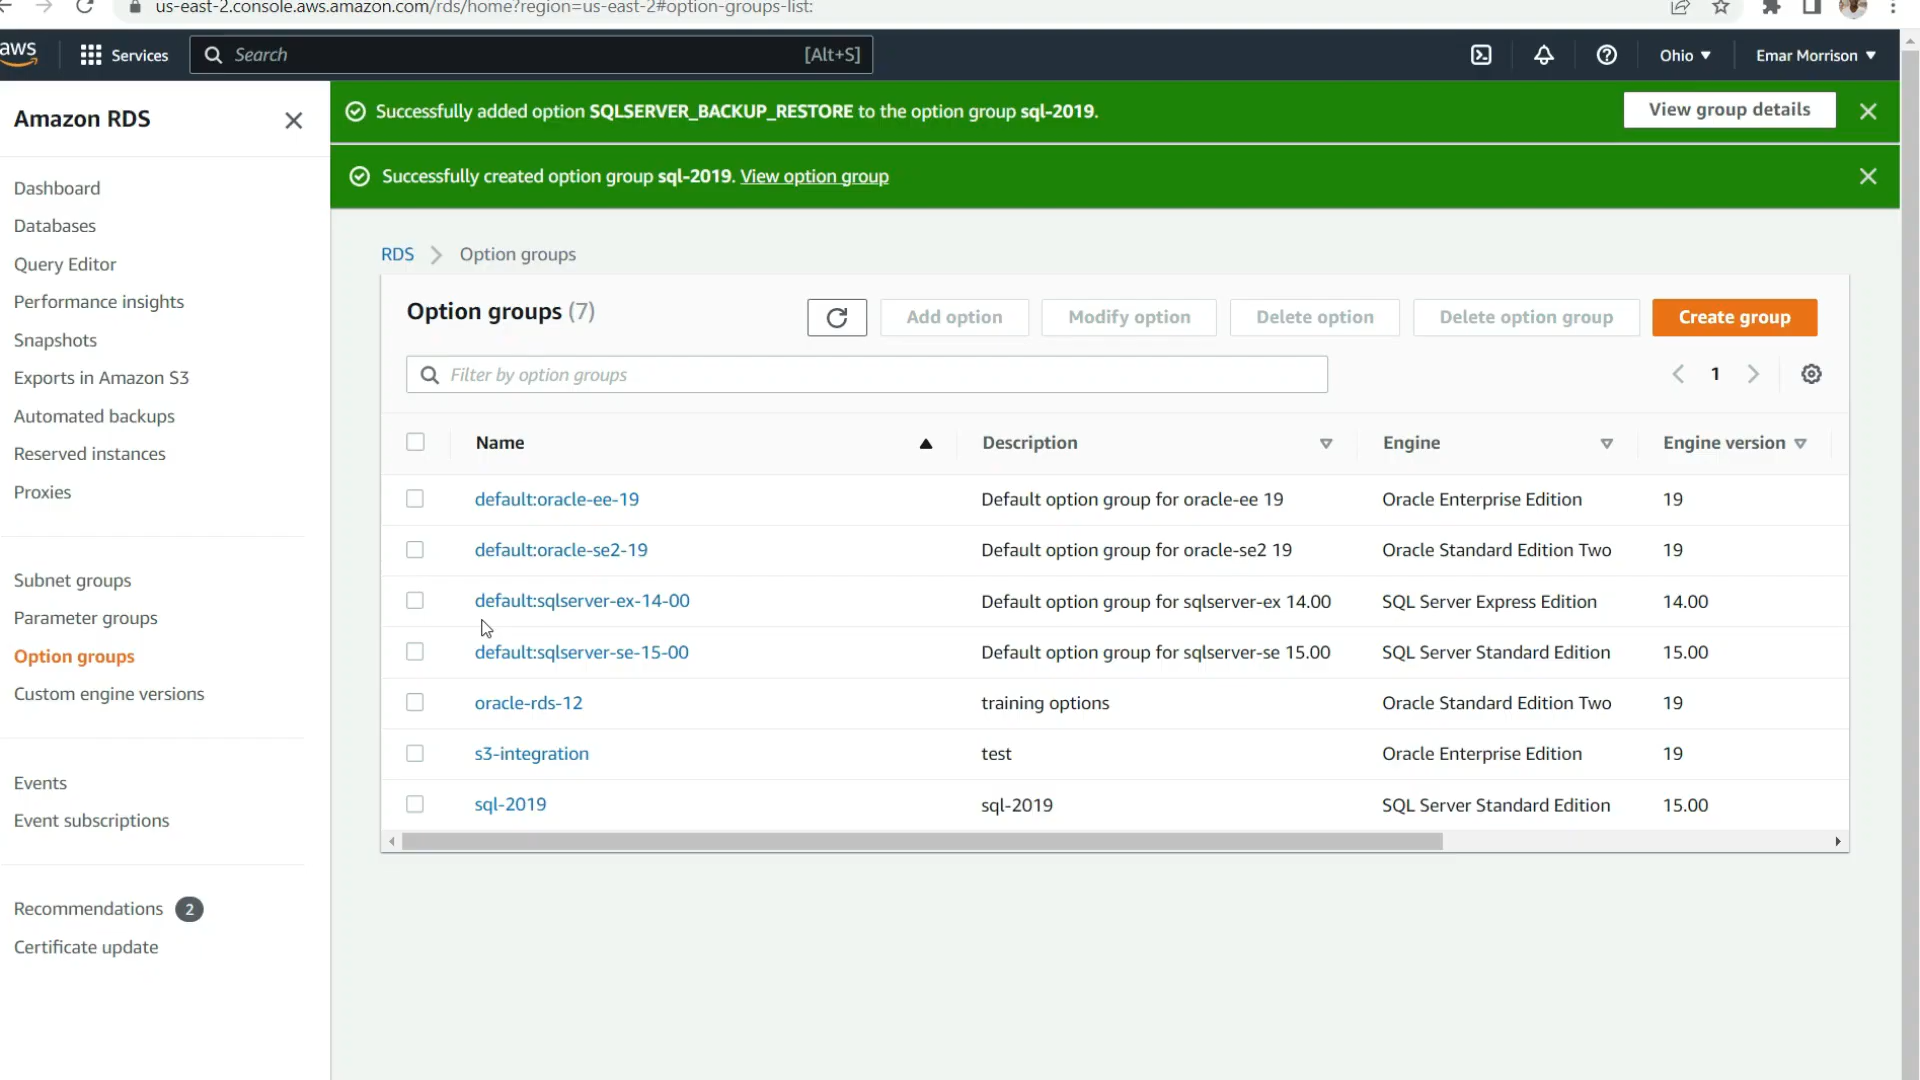 us-east-2.console.aws.amazon.com/rds/home?region=us-east-2#option-groups-list:
aws
Services
Search
[Alt+S]
Ohio
Emar Morrison
Amazon RDS
Successfully added option SQLSERVER_BACKUP_RESTORE to the option group sql-2019.
View group details
Successfully created option group sql-2019. View option group
Dashboard
Databases
Query Editor
Performance insights
Snapshots
Exports in Amazon S3
Automated backups
Reserved instances
Proxies
Subnet groups
Parameter groups
Option groups
Custom engine versions
Events
Event subscriptions
Recommendations 2
Certificate update
RDS > Option groups
Option groups (7)
Add option
Modify option
Delete option
Delete option group
Create group
Filter by option groups
1
Name Description Engine Engine version
default:oracle-ee-19 Default option group for oracle-ee 19 Oracle Enterprise Edition 19
default:oracle-se2-19 Default option group for oracle-se2 19 Oracle Standard Edition Two 19
default:sqlserver-ex-14-00 Default option group for sqlserver-ex 14.00 SQL Server Express Edition 14.00
default:sqlserver-se-15-00 Default option group for sqlserver-se 15.00 SQL Server Standard Edition 15.00
oracle-rds-12 training options Oracle Standard Edition Two 19
s3-integration test Oracle Enterprise Edition 19
sql-2019 sql-2019 SQL Server Standard Edition 15.00